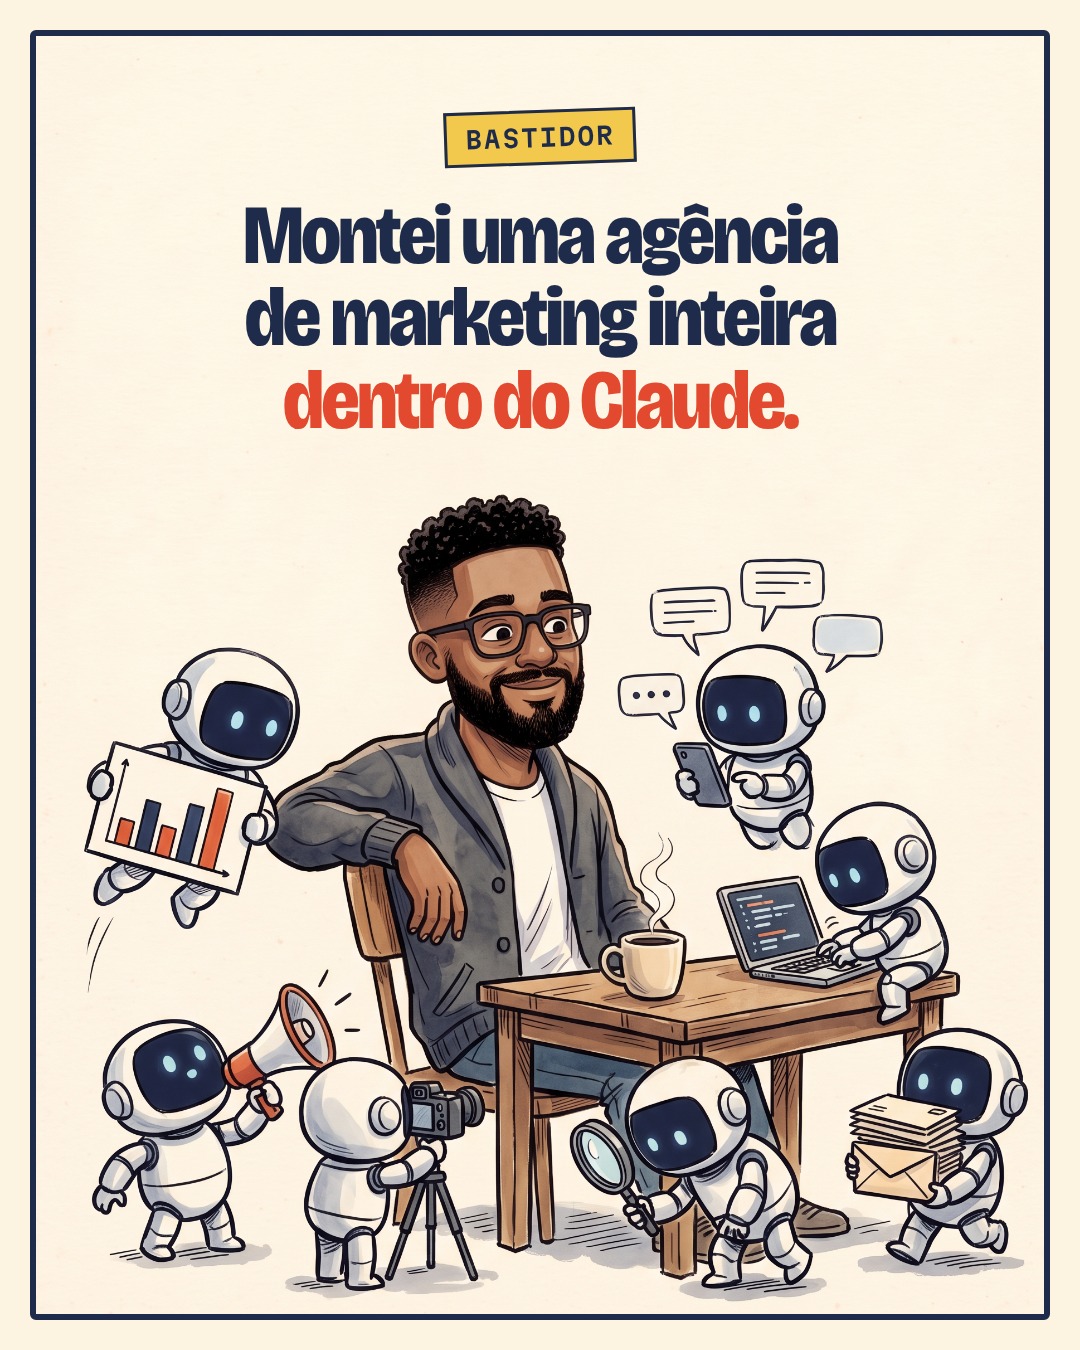 BASTIDOR
Montei uma agência
de marketing inteira
dentro do Claude.